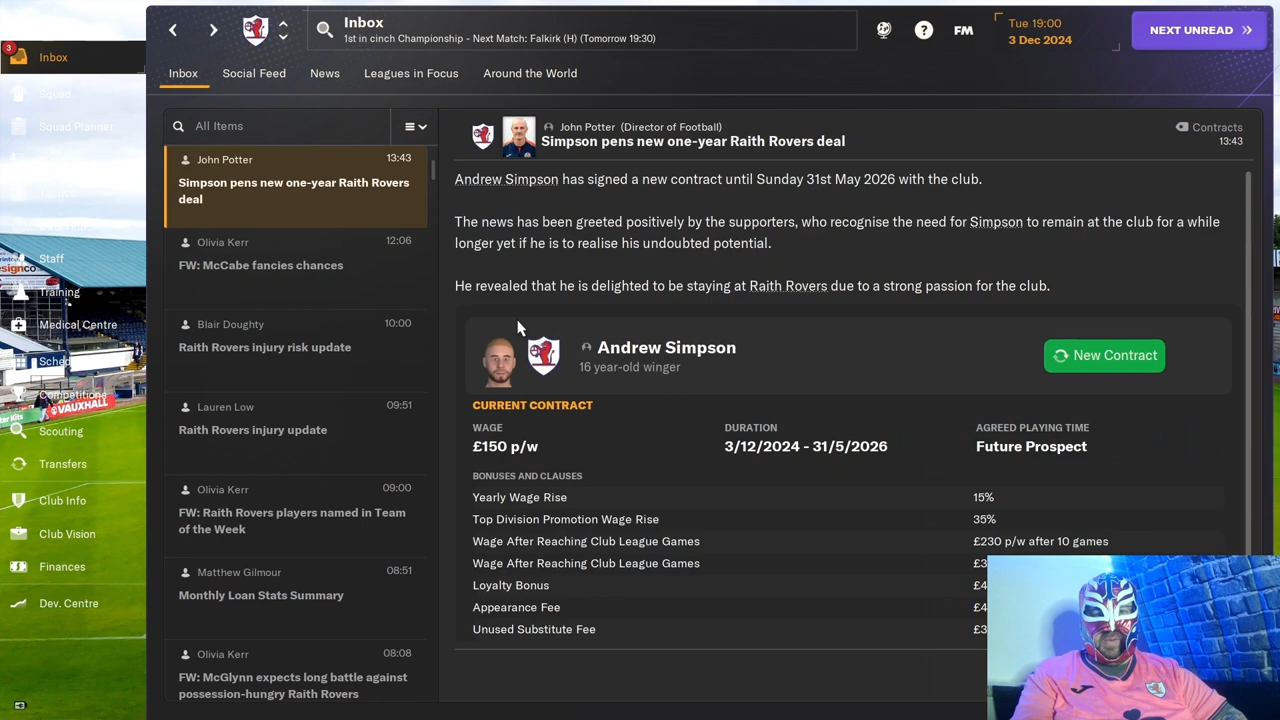 Inbox
1st in cinch Championship - Next Match: Falkirk (H) (Tomorrow 19:30)
?
FM
Tue 19:00
3 Dec 2024
NEXT UNREAD
3
Inbox
Squad
Squad Planner
Staff
Training
Medical Centre
Competitions
VAUXHALL
Scouting
Transfers
Club Info
Club Vision
Finances
Dev. Centre
Inbox
Social Feed
News
Leagues in Focus
Around the World
All Items
John Potter
13:43
Simpson pens new one-year Raith Rovers
deal
Olivia Kerr
12:06
FW: McCabe fancies chances
Blair Doughty
10:00
Raith Rovers injury risk update
Lauren Low
09:51
Raith Rovers injury update
Olivia Kerr
09:00
FW: Raith Rovers players named in Team
of the Week
Matthew Gilmour
08:51
Monthly Loan Stats Summary
Olivia Kerr
08:08
FW: McGlynn expects long battle against
possession-hungry Raith Rovers
John Potter (Director of Football)
Simpson pens new one-year Raith Rovers deal
Contracts
13:43
Andrew Simpson has signed a new contract until Sunday 31st May 2026 with the club.
The news has been greeted positively by the supporters, who recognise the need for Simpson to remain at the club for a while
longer yet if he is to realise his undoubted potential.
He revealed that he is delighted to be staying at Raith Rovers due to a strong passion for the club.
Andrew Simpson
16 year-old winger
New Contract
CURRENT CONTRACT
WAGE
£150 p/w
DURATION
3/12/2024 - 31/5/2026
AGREED PLAYING TIME
Future Prospect
BONUSES AND CLAUSES
Yearly Wage Rise
15%
Top Division Promotion Wage Rise
35%
Wage After Reaching Club League Games
£230 p/w after 10 games
Wage After Reaching Club League Games
Loyalty Bonus
Appearance Fee
Unused Substitute Fee